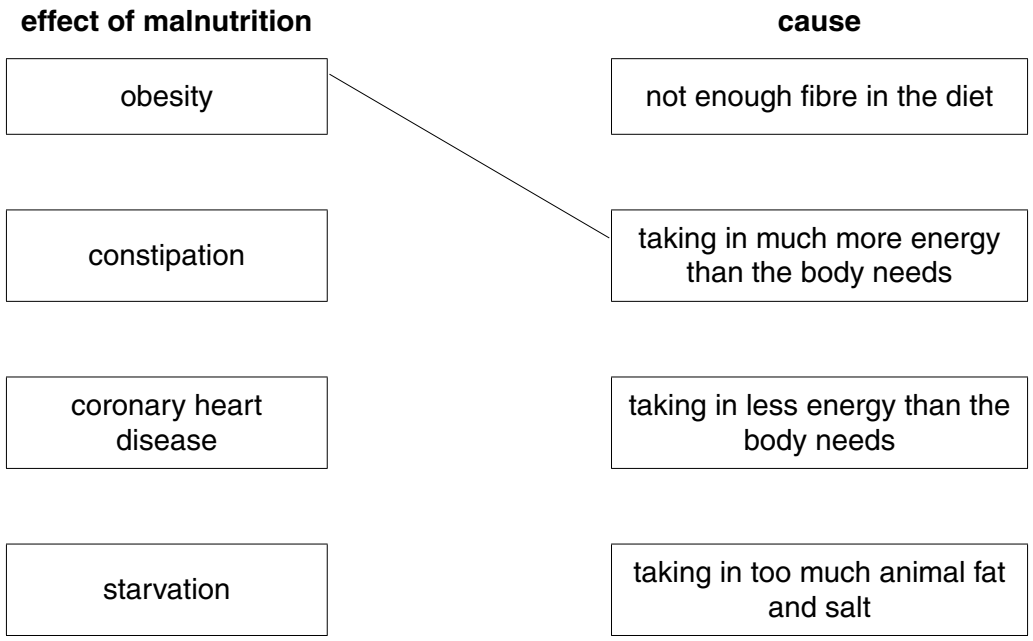 effect of malnutrition
cause
obesity
not enough fibre in the diet
constipation
taking in much more energy
than the body needs
coronary heart
disease
taking in less energy than the
body needs
starvation
taking in too much animal fat
and salt